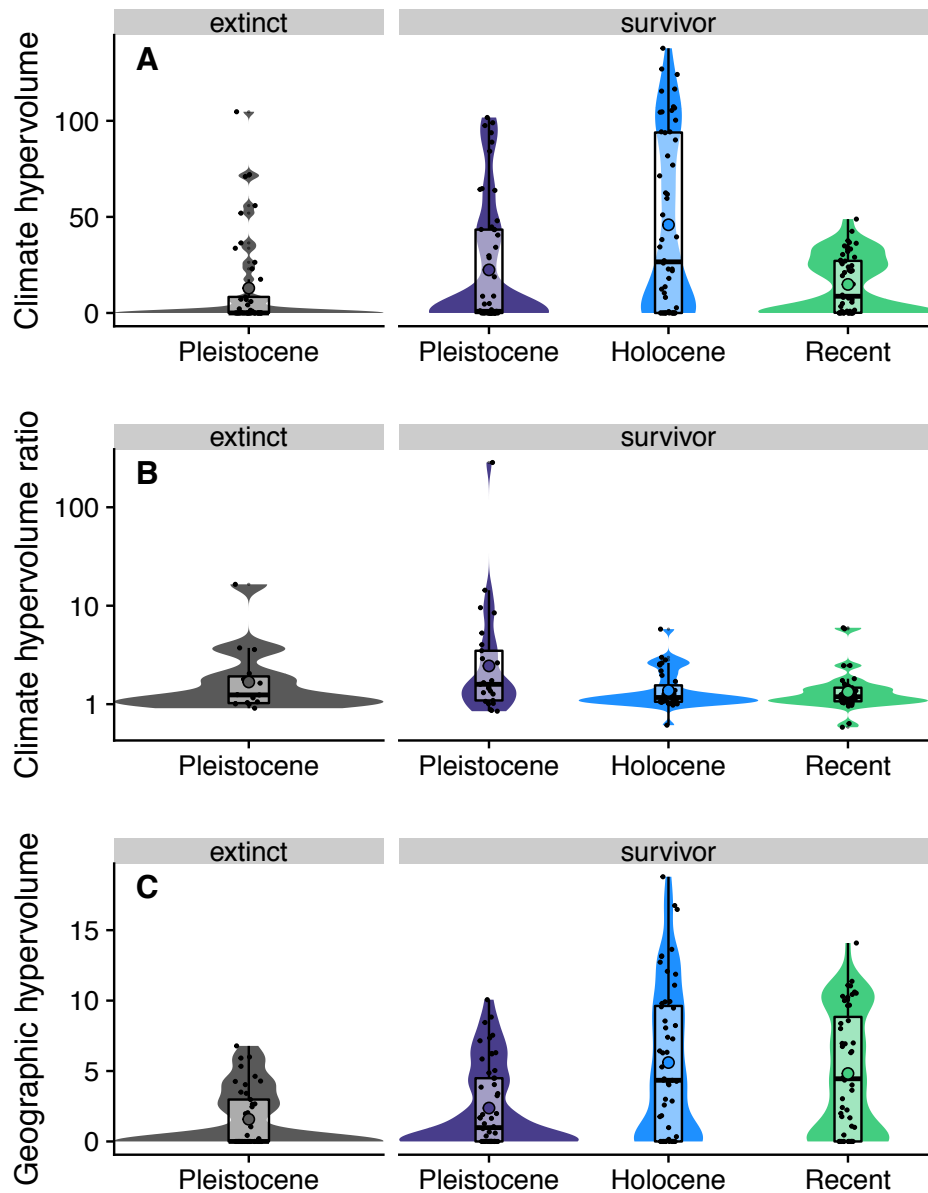 extinct survivor
A
Climate hypervolume
100
50
0
Pleistocene Pleistocene Holocene Recent
extinct survivor
B
Climate hypervolume ratio
100
10
1
Pleistocene Pleistocene Holocene Recent
extinct survivor
C
Geographic hypervolume
15
10
5
0
Pleistocene Pleistocene Holocene Recent